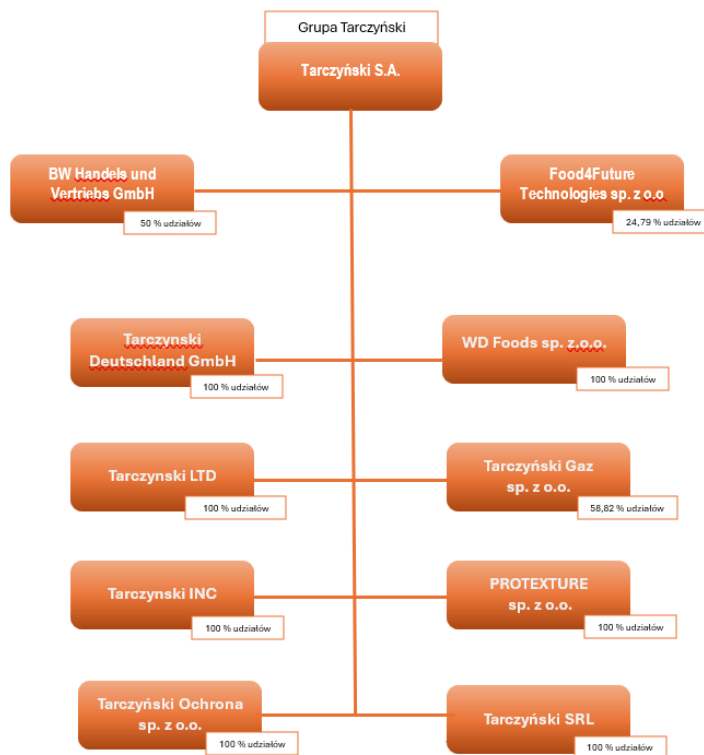 Grupa Tarczyński
Tarczyński S.A.
BW Handels und
Vertriebs GmbH
50 % udziałów
Food4Future
Technologies sp. z o.o
24,79 % udziałów
Tarczynski
Deutschland GmbH
100 % udziałów
WD Foods sp. z.o.o.
100 % udziałów
Tarczynski LTD
100 % udziałów
Tarczyński Gaz
sp. z o.o.
58,82 % udziałów
Tarczynski INC
100 % udziałów
PROTEXTURE
sp. z o.o.
100 % udziałów
Tarczyński Ochrona
sp. z o.o.
100 % udziałów
Tarczyński SRL
100 % udziałów